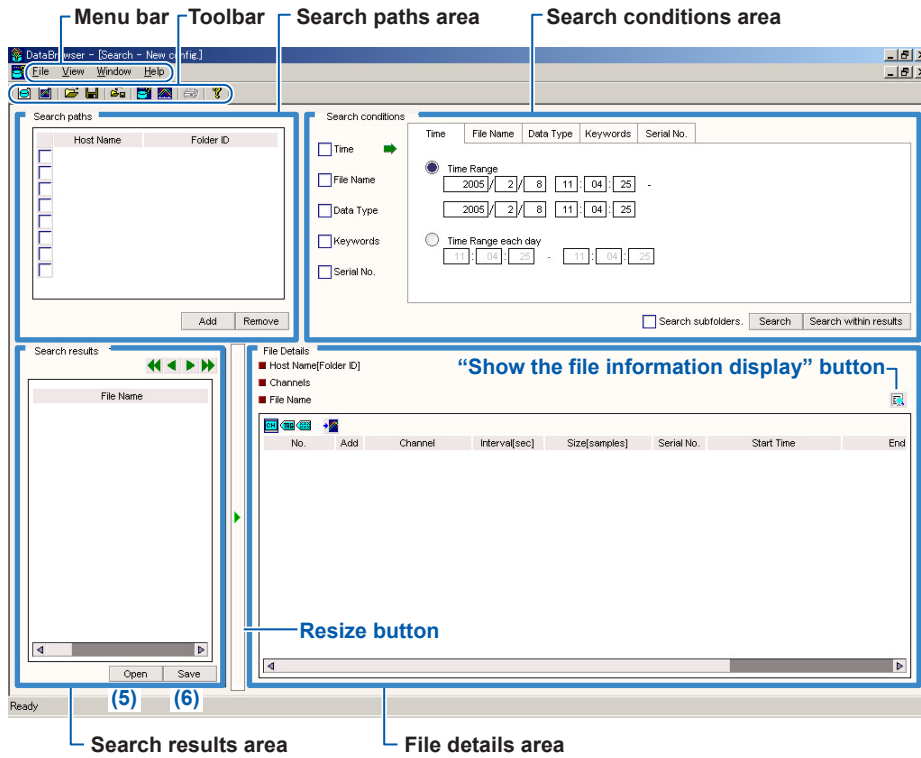 Menu bar Toolbar Search paths area Search conditions area
DataBrowser - [Search - New config.]
File View Window Help
Search paths
Host Name Folder ID
Add Remove
Search conditions
Time
File Name
Data Type
Keywords
Serial No.
Time File Name Data Type Keywords Serial No.
Time Range
2005 / 2 / 8 11 : 04 : 25 -
2005 / 2 / 8 11 : 04 : 25
Time Range each day
11 : 04 : 25 - 11 : 04 : 25
Search subfolders. Search Search within results
Search results
File Name
Open Save
(5) (6)
File Details
Host Name[Folder ID]
Channels
File Name
“Show the file information display” button
CH
No. Add Channel Interval[sec] Size[samples] Serial No. Start Time End
Resize button
Ready
Search results area File details area